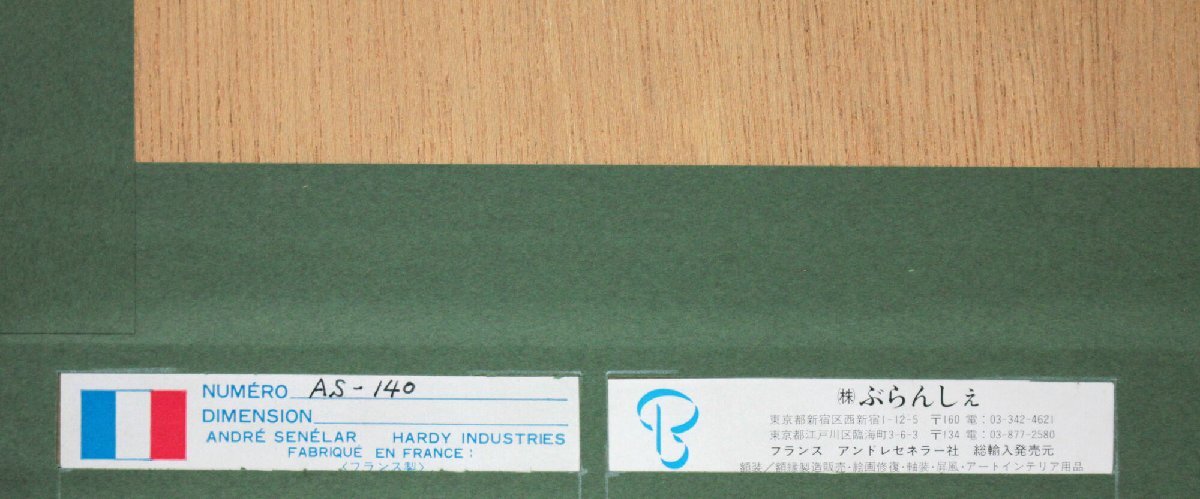 NUMÉRO AS-140
DIMENSION
ANDRÉ SENÉLAR HARDY INDUSTRIES
FABRIQUÉ EN FRANCE :
<フランス製>
㈱ ぶらんしぇ
東京都新宿区西新宿1-12-5 〒160 電:03-342-4621
東京都江戸川区臨海町3-6-3 〒134 電:03-877-2580
フランス アンドレセネラー社 総輸入発売元
額装/額縁製造販売・絵画修復・軸装・屏風・アートインテリア用品